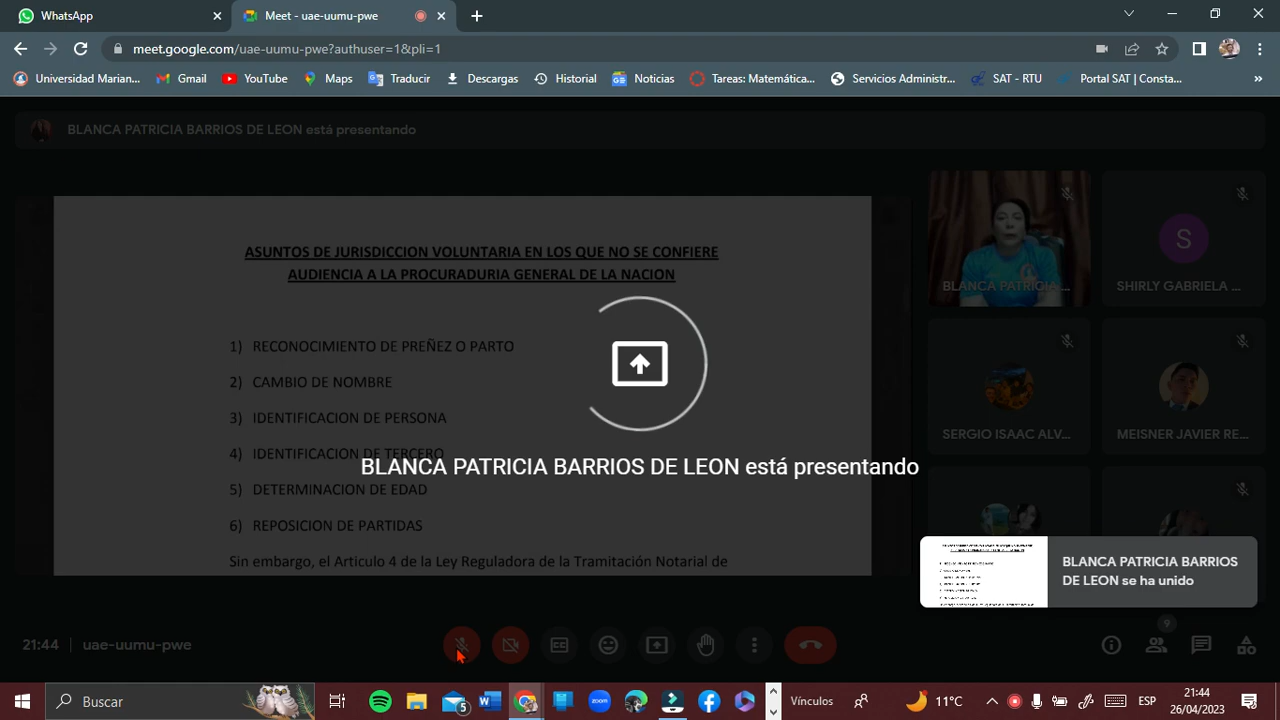 WhatsApp
Meet - uae-uumu-pwe
meet.google.com/uae-uumu-pwe?authuser=1&pli=1
Universidad Marian...
Gmail
YouTube
Maps
Traducir
Descargas
Historial
Noticias
Tareas: Matemátic...
Servicios Administr...
SAT - RTU
Portal SAT | Consta...
BLANCA PATRICIA BARRIOS DE LEON está presentando
ASUNTOS DE JURISDICCION VOLUNTARIA EN LOS QUE NO SE CONFIERE
AUDIENCIA A LA PROCURADURIA GENERAL DE LA NACION
1) RECONOCIMIENTO DE PREÑEZ O PARTO
2) CAMBIO DE NOMBRE
3) IDENTIFICACION DE PERSONA
4) IDENTIFICACION DE TERCERO
5) DETERMINACION DE EDAD
6) REPOSICION DE PARTIDAS
Sin embargo, el Articulo 4 de la Ley Reguladora de la Tramitación Notarial de
BLANCA PATRICIA BARRIOS DE LEON está presentando
BLANCA PATRICIA ...
S
SHIRLY GABRIELA ...
SERGIO ISAAC ALV...
MEISNER JAVIER RE...
BLANCA PATRICIA BARRIOS
DE LEON se ha unido
21:44 | uae-uumu-pwe
9
Buscar
5
zoom
Vínculos
11°C
ESP
21:44
26/04/2023